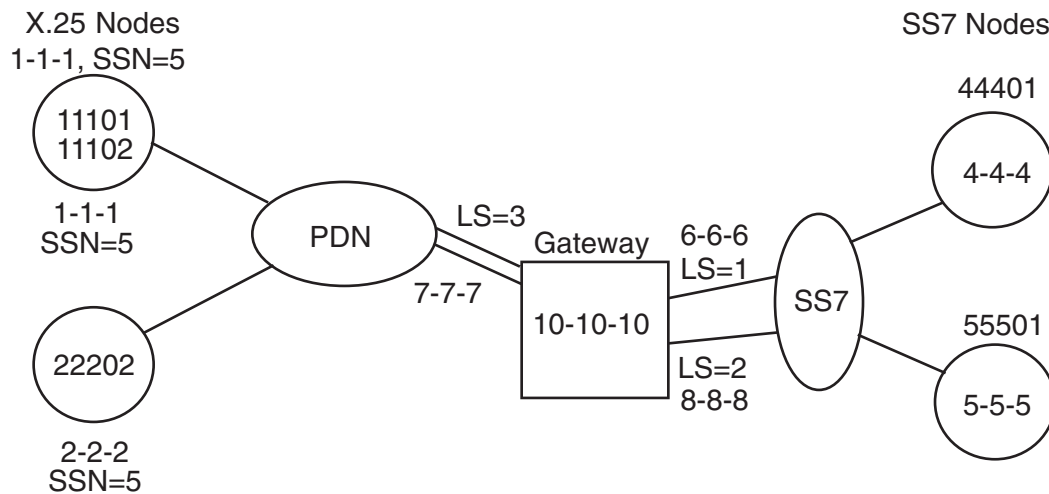 X.25 Nodes
1-1-1, SSN=5
11101
11102
1-1-1
SSN=5
22202
2-2-2
SSN=5
PDN
LS=3
7-7-7
Gateway
10-10-10
6-6-6
LS=1
LS=2
8-8-8
SS7
SS7 Nodes
44401
4-4-4
55501
5-5-5